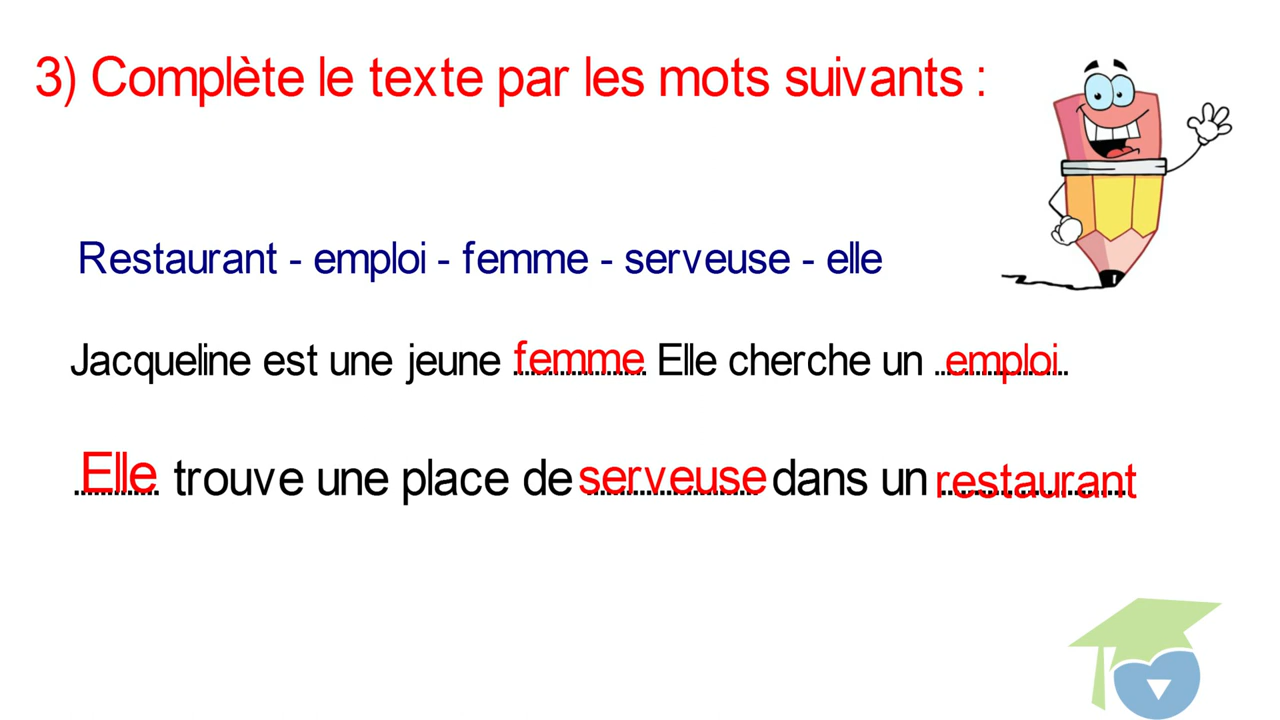 3) Complète le texte par les mots suivants :
Restaurant - emploi - femme - serveuse - elle
Jacqueline est une jeune femme Elle cherche un emploi
Elle trouve une place de serveuse dans un restaurant